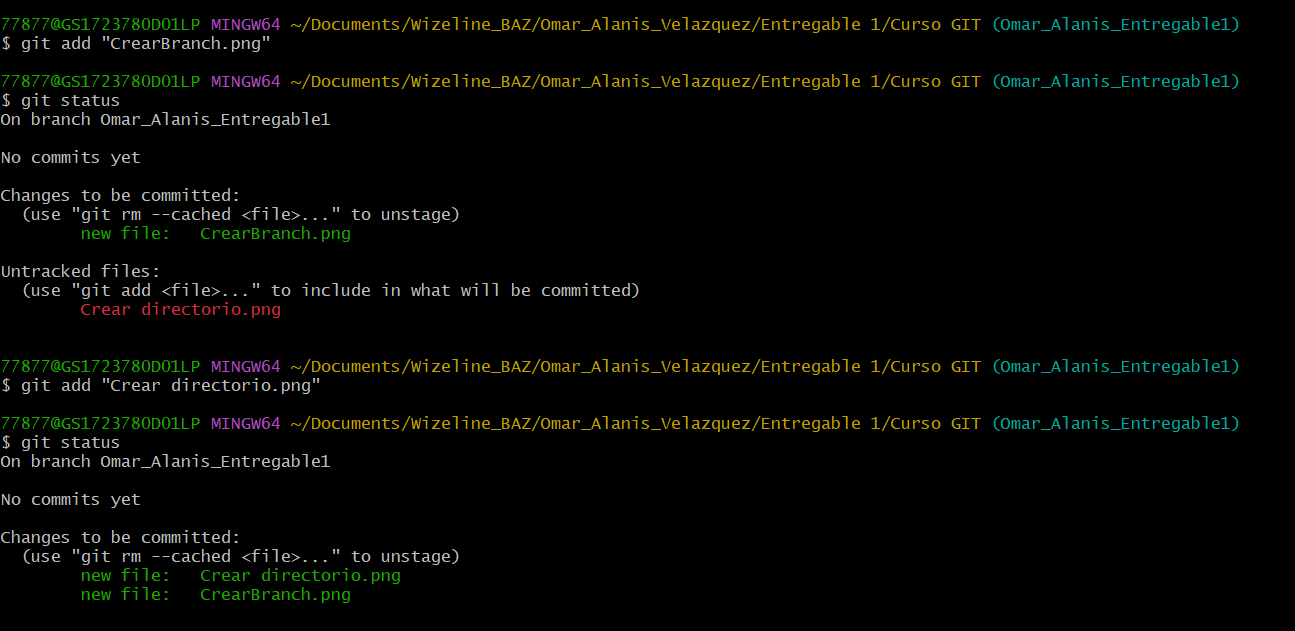 77877@GS1723780D01LP MINGW64 ~/Documents/Wizeline_BAZ/Omar_Alanis_Velazquez/Entregable 1/Curso GIT (Omar_Alanis_Entregable1)
$ git add "CrearBranch.png"
77877@GS1723780D01LP MINGW64 ~/Documents/Wizeline_BAZ/Omar_Alanis_Velazquez/Entregable 1/Curso GIT (Omar_Alanis_Entregable1)
$ git status
On branch Omar_Alanis_Entregable1
No commits yet
Changes to be committed:
  (use "git rm --cached <file>..." to unstage)
        new file:   CrearBranch.png
Untracked files:
  (use "git add <file>..." to include in what will be committed)
        Crear directorio.png
77877@GS1723780D01LP MINGW64 ~/Documents/Wizeline_BAZ/Omar_Alanis_Velazquez/Entregable 1/Curso GIT (Omar_Alanis_Entregable1)
$ git add "Crear directorio.png"
77877@GS1723780D01LP MINGW64 ~/Documents/Wizeline_BAZ/Omar_Alanis_Velazquez/Entregable 1/Curso GIT (Omar_Alanis_Entregable1)
$ git status
On branch Omar_Alanis_Entregable1
No commits yet
Changes to be committed:
  (use "git rm --cached <file>..." to unstage)
        new file:   Crear directorio.png
        new file:   CrearBranch.png